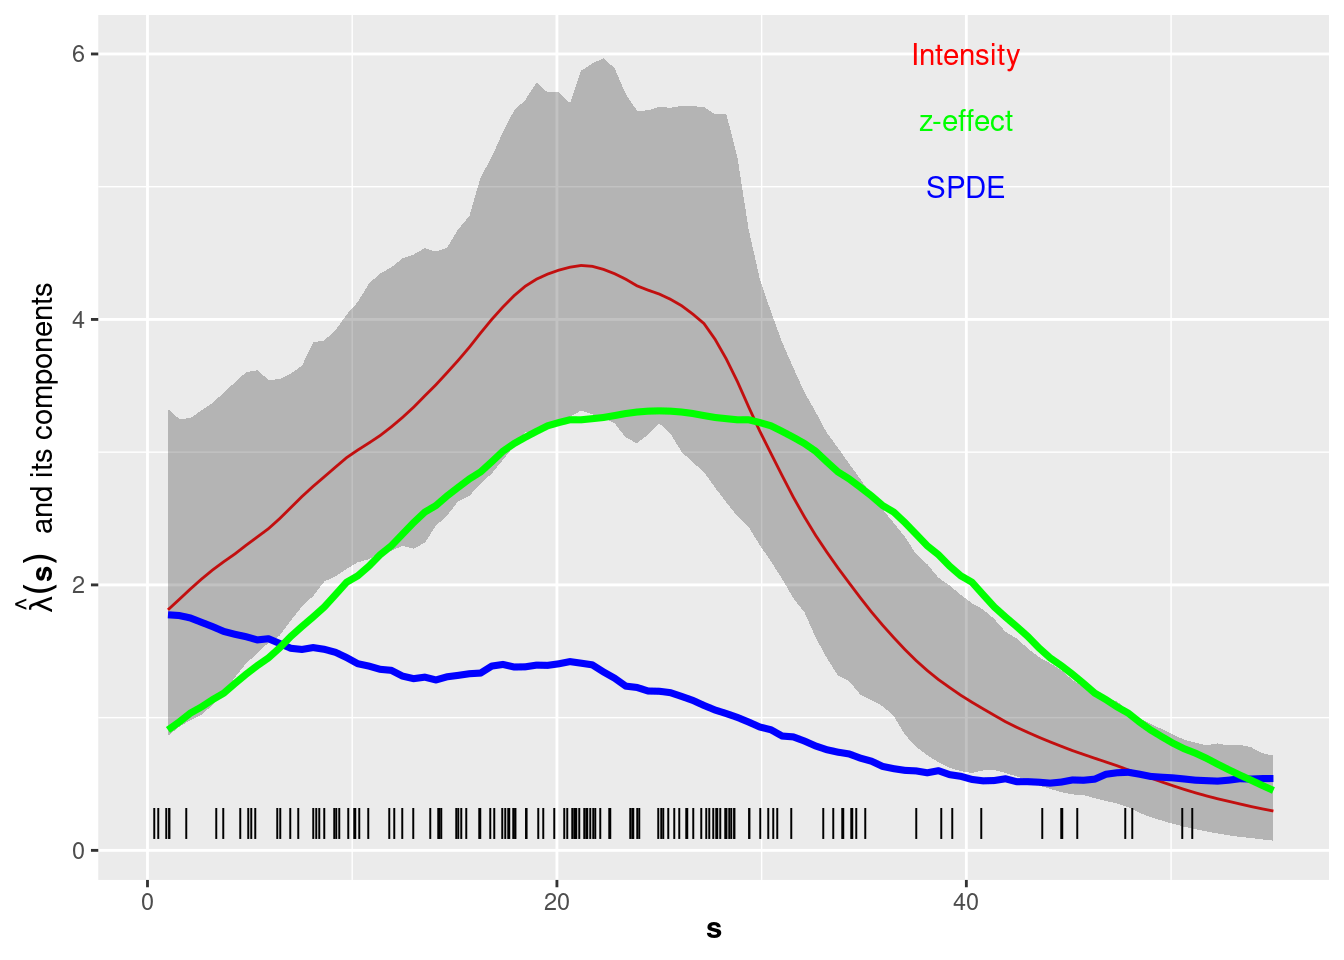 Intensity
z-effect
SPDE
6
4
2
0
0 20 40
s
λ̂(s) and its components